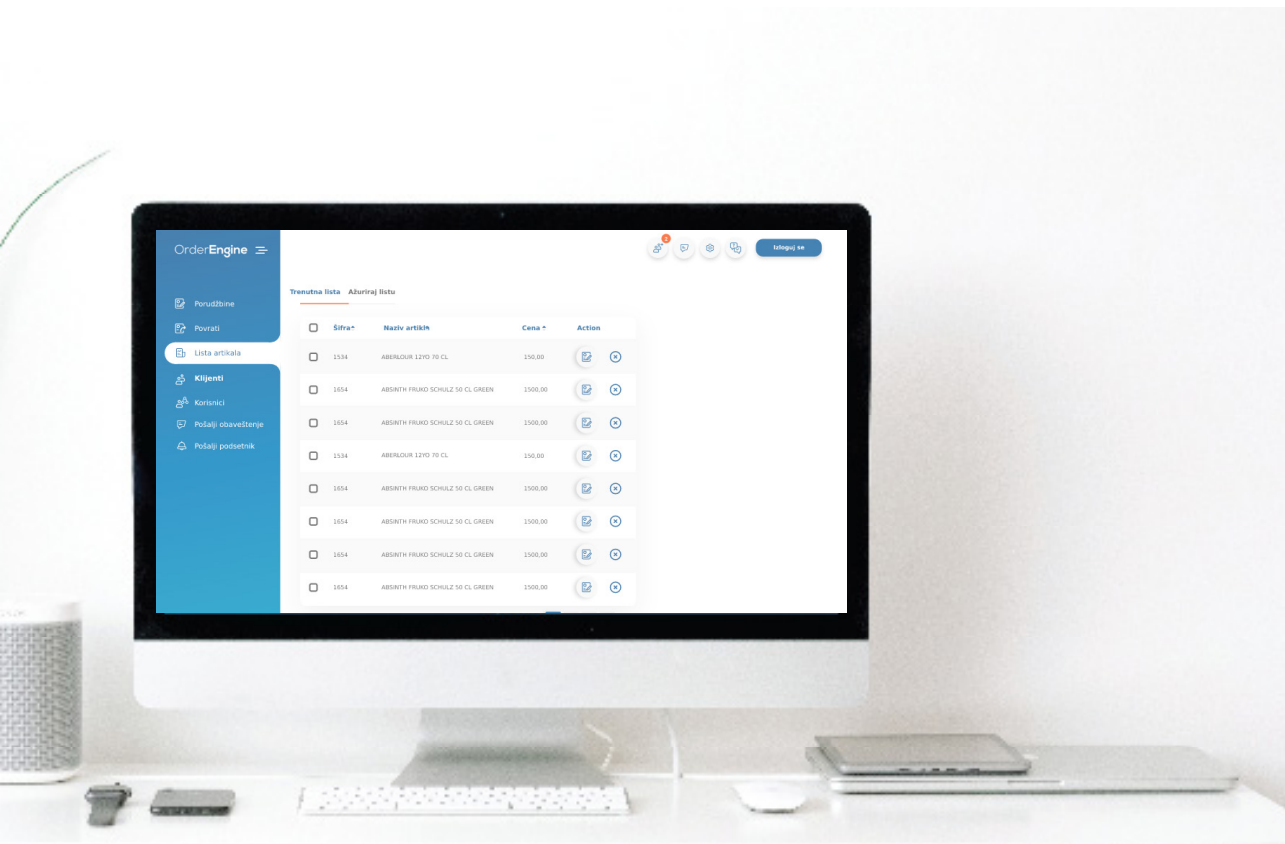 OrderEngine
2
Izloguj se
Porudžbine
Povrati
Lista artikala
Klijenti
Korisnici
Pošalji obaveštenje
Pošalji podsetnik
Trenutna lista Ažuriraj listu
Šifra Naziv artikla Cena Action
1534 ABERLOUR 12YO 70 CL 150,00
1654 ABSINTH FRUKO SCHULZ 50 CL GREEN 1500,00
1654 ABSINTH FRUKO SCHULZ 50 CL GREEN 1500,00
1534 ABERLOUR 12YO 70 CL 150,00
1654 ABSINTH FRUKO SCHULZ 50 CL GREEN 1500,00
1654 ABSINTH FRUKO SCHULZ 50 CL GREEN 1500,00
1654 ABSINTH FRUKO SCHULZ 50 CL GREEN 1500,00
1654 ABSINTH FRUKO SCHULZ 50 CL GREEN 1500,00